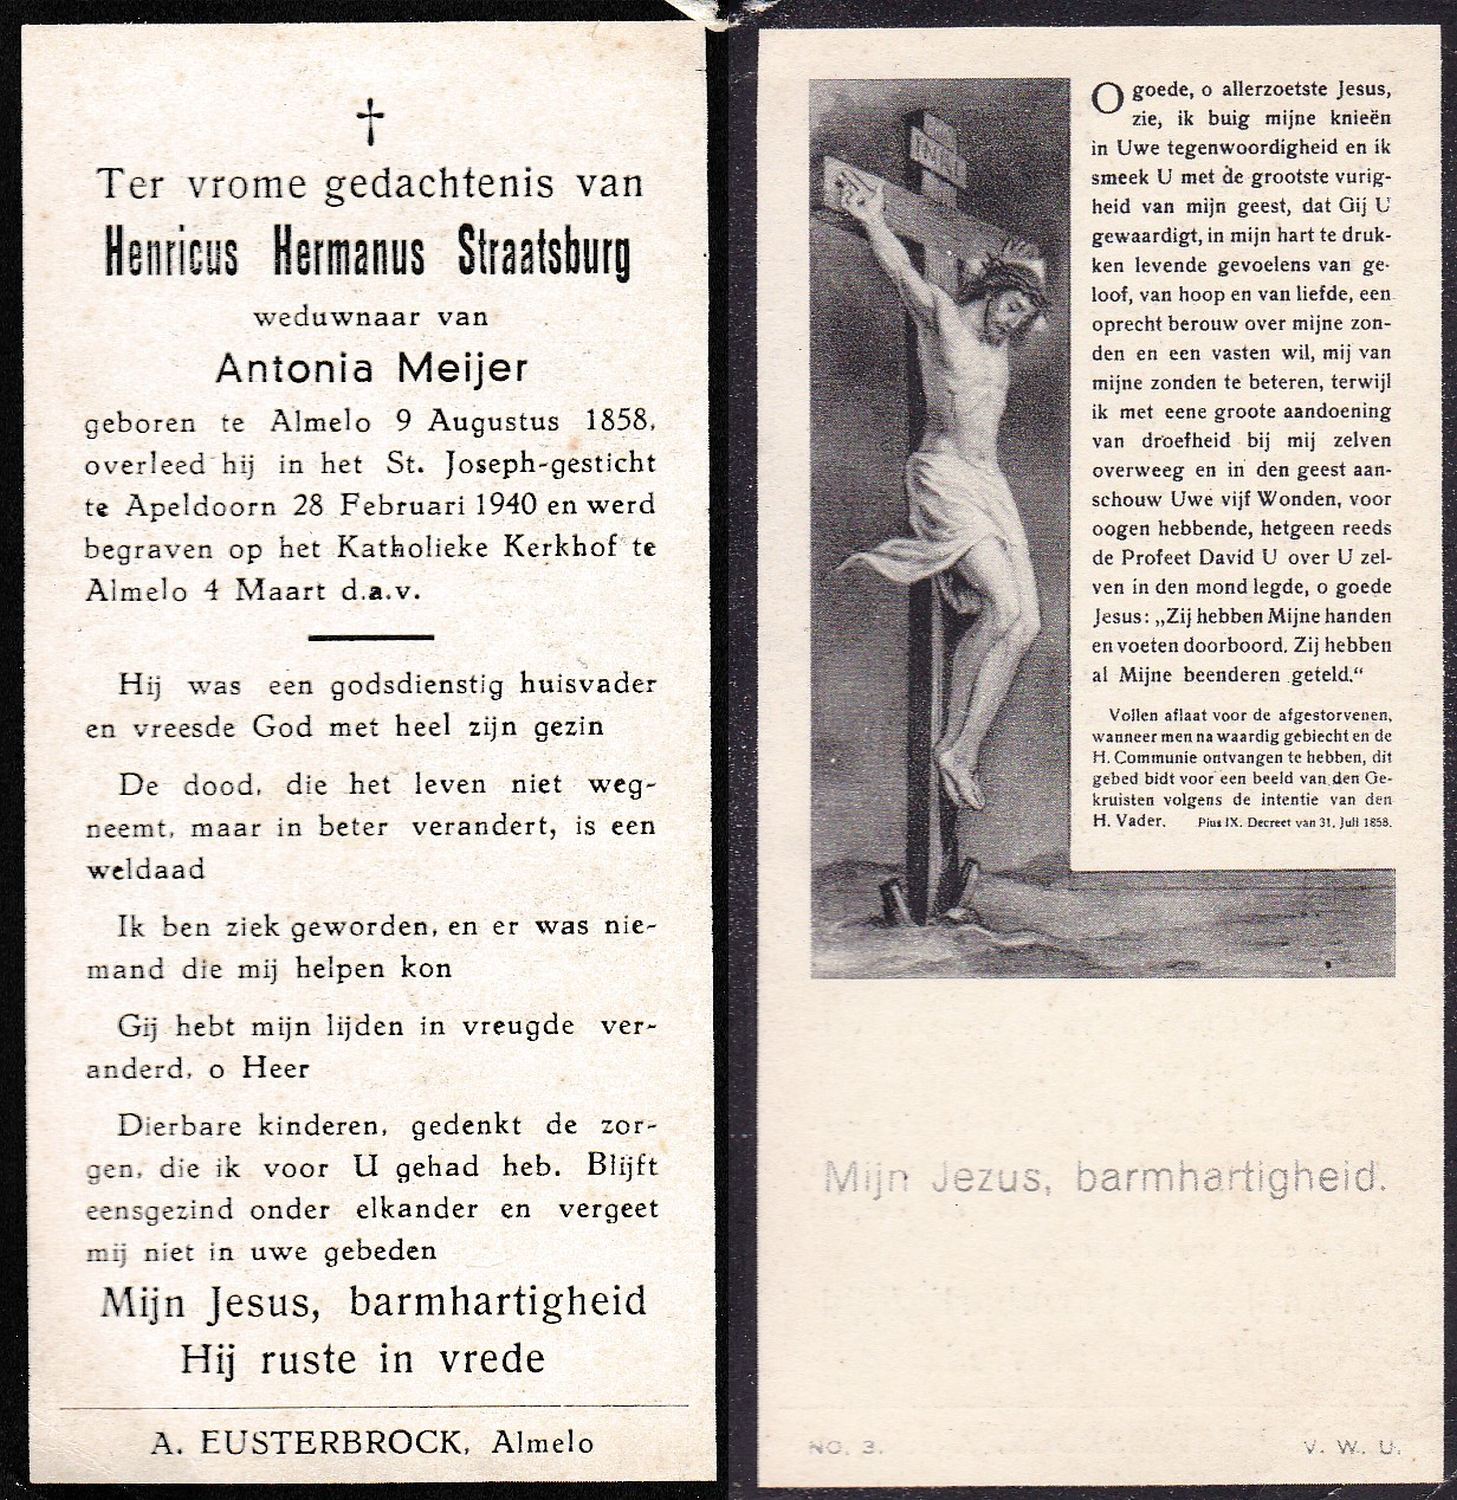 Ter vrome gedachtenis van
Henricus Hermanus Straatsburg
weduwnaar van
Antonia Meijer
geboren te Almelo 9 Augustus 1858,
overleed hij in het St. Joseph-gesticht
te Apeldoorn 28 Februari 1940 en werd
begraven op het Katholieke Kerkhof te
Almelo 4 Maart d.a.v.
Hij was een godsdienstig huisvader
en vreesde God met heel zijn gezin
De dood, die het leven niet weg-
neemt, maar in beter verandert, is een
weldaad
Ik ben ziek geworden, en er was nie-
mand die mij helpen kon
Gij hebt mijn lijden in vreugde ver-
anderd, o Heer
Dierbare kinderen, gedenkt de zor-
gen, die ik voor U gehad heb. Blijft
eensgezind onder elkander en vergeet
mij niet in uwe gebeden
Mijn Jesus, barmhartigheid
Hij ruste in vrede
A. EUSTERBROCK, Almelo
O goede, o allerzoetste Jesus,
zie, ik buig mijne knieën
in Uwe tegenwoordigheid en ik
smeek U met de grootste vurig-
heid van mijn geest, dat Gij U
gewaardigt, in mijn hart te druk-
ken levende gevoelens van ge-
loof, van hoop en van liefde, een
oprecht berouw over mijne zon-
den en een vasten wil, mij van
mijne zonden te beteren, terwijl
ik met eene groote aandoening
van droefheid bij mij zelven
overweeg en in den geest aan-
schouw Uwe vijf Wonden, voor
oogen hebbende, hetgeen reeds
de Profeet David U over U zel-
ven in den mond legde, o goede
Jesus: „Zij hebben Mijne handen
en voeten doorboord. Zij hebben
al Mijne beenderen geteld.“
Vollen aflaat voor de afgestorvenen,
wanneer men na waardig gebiecht en de
H. Communie ontvangen te hebben, dit
gebed bidt voor een beeld van den Ge-
kruisten volgens de intentie van den
H. Vader. Pius IX. Decreet van 31. Juli 1858.
Mijn Jezus, barmhartigheid.
NO. 3. V. W. U.